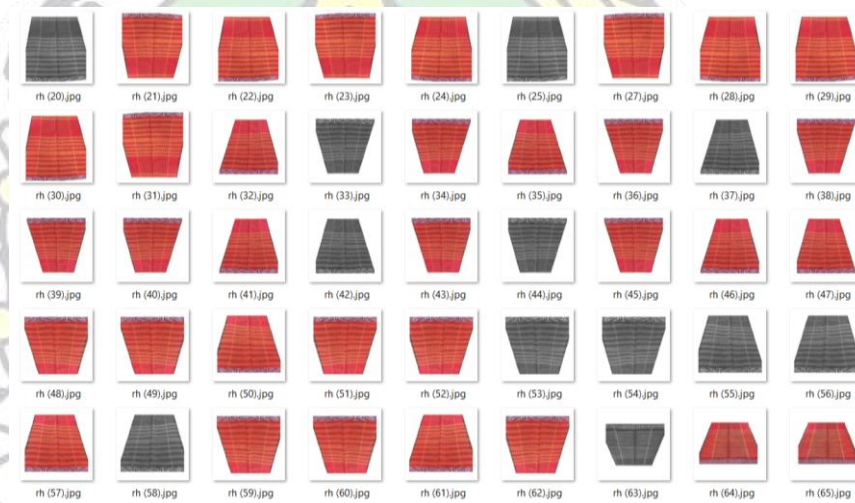 rh (20).jpg rh (21).jpg rh (22).jpg rh (23).jpg rh (24).jpg rh (25).jpg rh (27).jpg rh (28).jpg rh (29).jpg
rh (30).jpg rh (31).jpg rh (32).jpg rh (33).jpg rh (34).jpg rh (35).jpg rh (36).jpg rh (37).jpg rh (38).jpg
rh (39).jpg rh (40).jpg rh (41).jpg rh (42).jpg rh (43).jpg rh (44).jpg rh (45).jpg rh (46).jpg rh (47).jpg
rh (48).jpg rh (49).jpg rh (50).jpg rh (51).jpg rh (52).jpg rh (53).jpg rh (54).jpg rh (55).jpg rh (56).jpg
rh (57).jpg rh (58).jpg rh (59).jpg rh (60).jpg rh (61).jpg rh (62).jpg rh (63).jpg rh (64).jpg rh (65).jpg